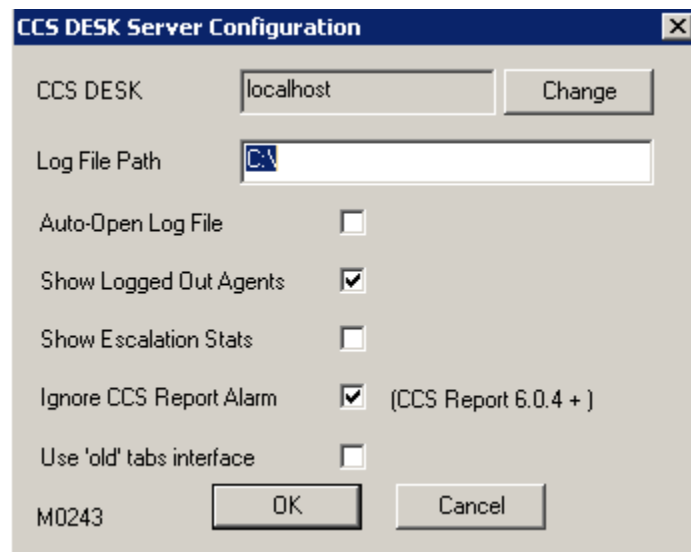 CCS DESK Server Configuration
CCS DESK localhost Change
Log File Path C:\
Auto-Open Log File
Show Logged Out Agents
Show Escalation Stats
Ignore CCS Report Alarm (CCS Report 6.0.4 + )
Use 'old' tabs interface
M0243 OK Cancel